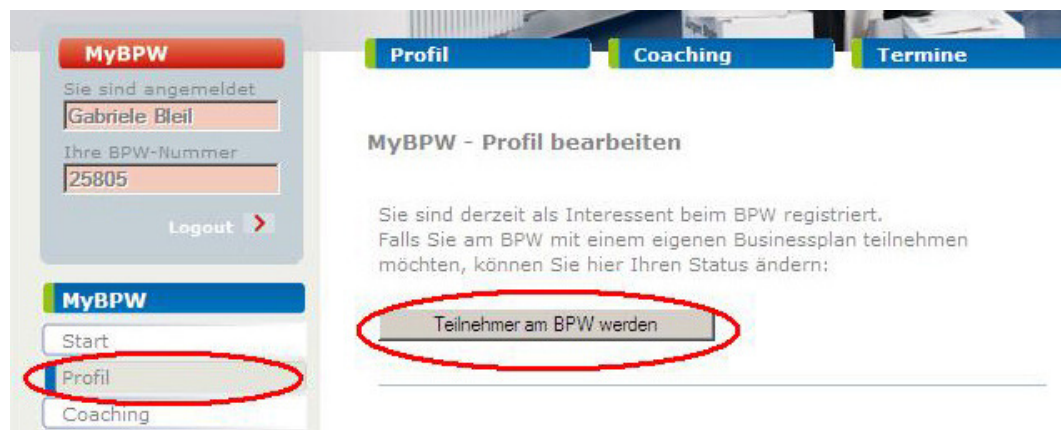 MyBPW
Sie sind angemeldet
Gabriele Bleil
Ihre BPW-Nummer
25805
Logout
MyBPW
Start
Profil
Coaching
Profil
Coaching
Termine
MyBPW - Profil bearbeiten
Sie sind derzeit als Interessent beim BPW registriert.
Falls Sie am BPW mit einem eigenen Businessplan teilnehmen
möchten, können Sie hier Ihren Status ändern:
Teilnehmer am BPW werden